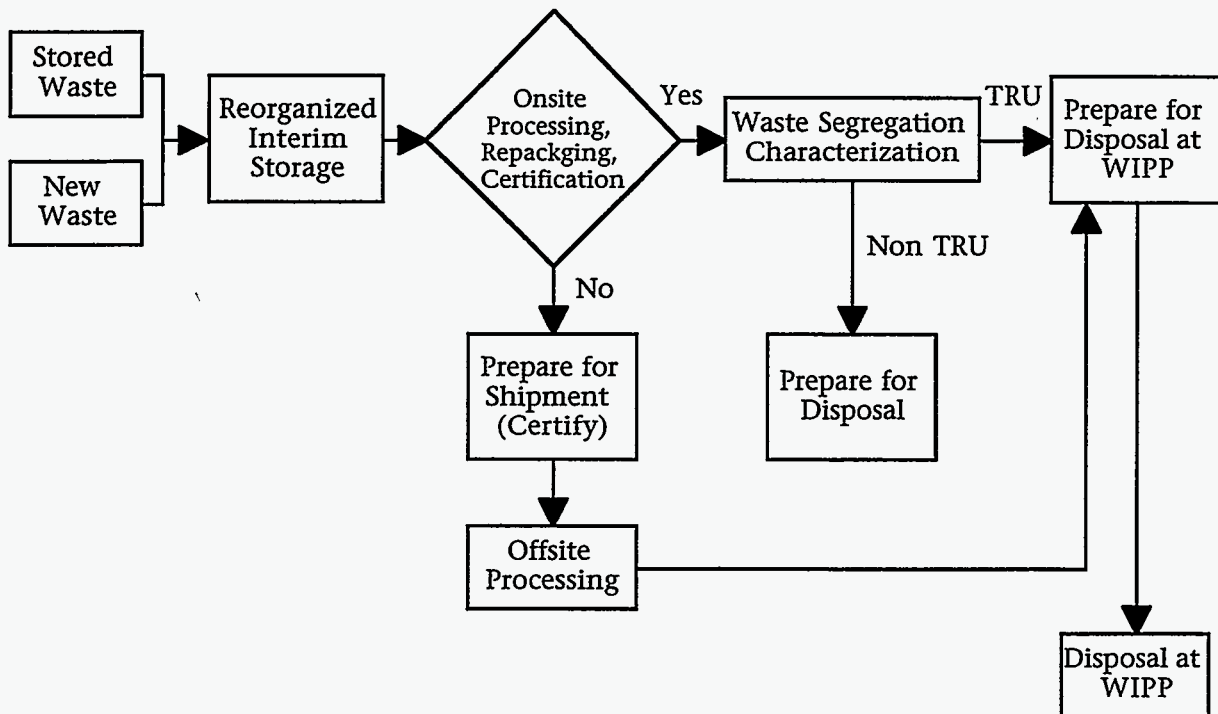 Stored
Waste
New
Waste
Reorganized
Interim
Storage
Onsite
Processing,
Repackging,
Certification
Yes
Waste Segregation
Characterization
TRU
Prepare for
Disposal at
WIPP
Non TRU
Prepare for
Disposal
No
Prepare for
Shipment
(Certify)
Offsite
Processing
Disposal at
WIPP